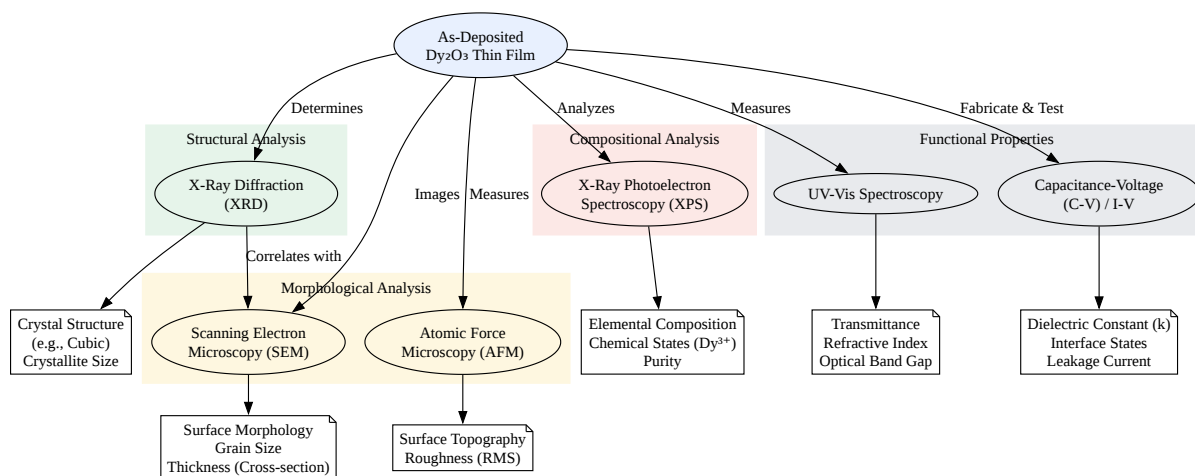 As-Deposited
Dy₂O₃ Thin Film
Determines
Analyzes
Measures
Fabricate & Test
Structural Analysis
Compositional Analysis
Functional Properties
X-Ray Diffraction
(XRD)
Images
Measures
X-Ray Photoelectron
Spectroscopy (XPS)
UV-Vis Spectroscopy
Capacitance-Voltage
(C-V) / I-V
Correlates with
Morphological Analysis
Crystal Structure
(e.g., Cubic)
Crystallite Size
Scanning Electron
Microscopy (SEM)
Atomic Force
Microscopy (AFM)
Elemental Composition
Chemical States (Dy³⁺)
Purity
Transmittance
Refractive Index
Optical Band Gap
Dielectric Constant (k)
Interface States
Leakage Current
Surface Morphology
Grain Size
Thickness (Cross-section)
Surface Topography
Roughness (RMS)